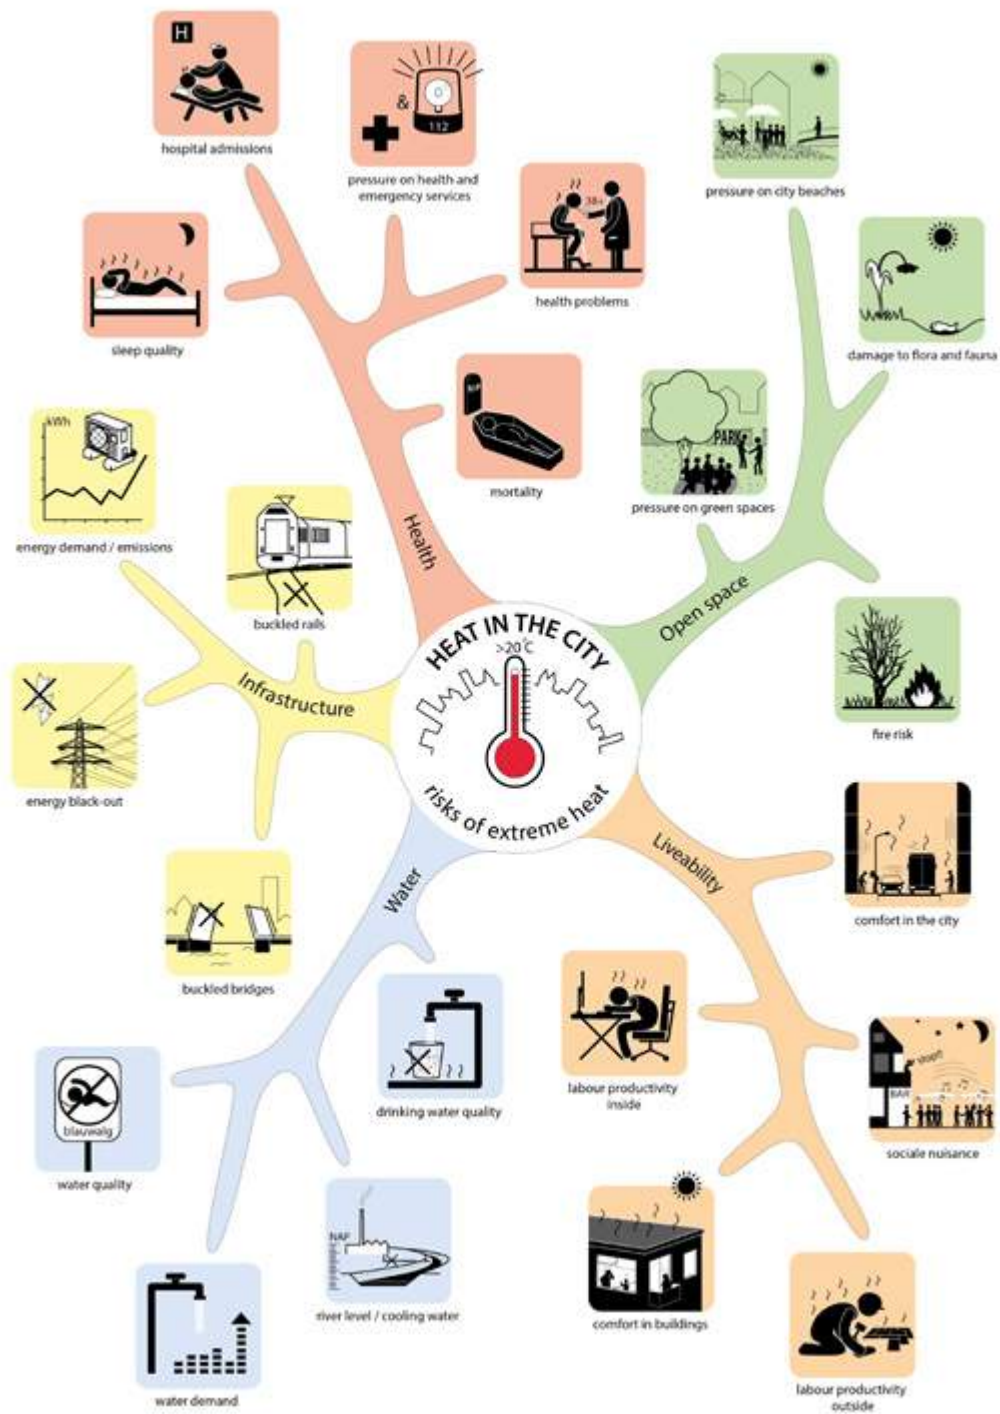 H
hospital admissions
&
112
pressure on health and
emergency services
38+
health problems
sleep quality
RIP
mortality
Health
pressure on city beaches
damage to flora and fauna
PARK
pressure on green spaces
Open space
fire risk
kWh
energy demand / emissions
buckled rails
Infrastructure
energy black-out
buckled bridges
HEAT IN THE CITY
>20°C
risks of extreme heat
Liveability
comfort in the city
labour productivity
inside
stop!!
BAR
sociale nuisance
comfort in buildings
labour productivity
outside
Water
drinking water quality
blauwalg
water quality
NAP
river level / cooling water
water demand